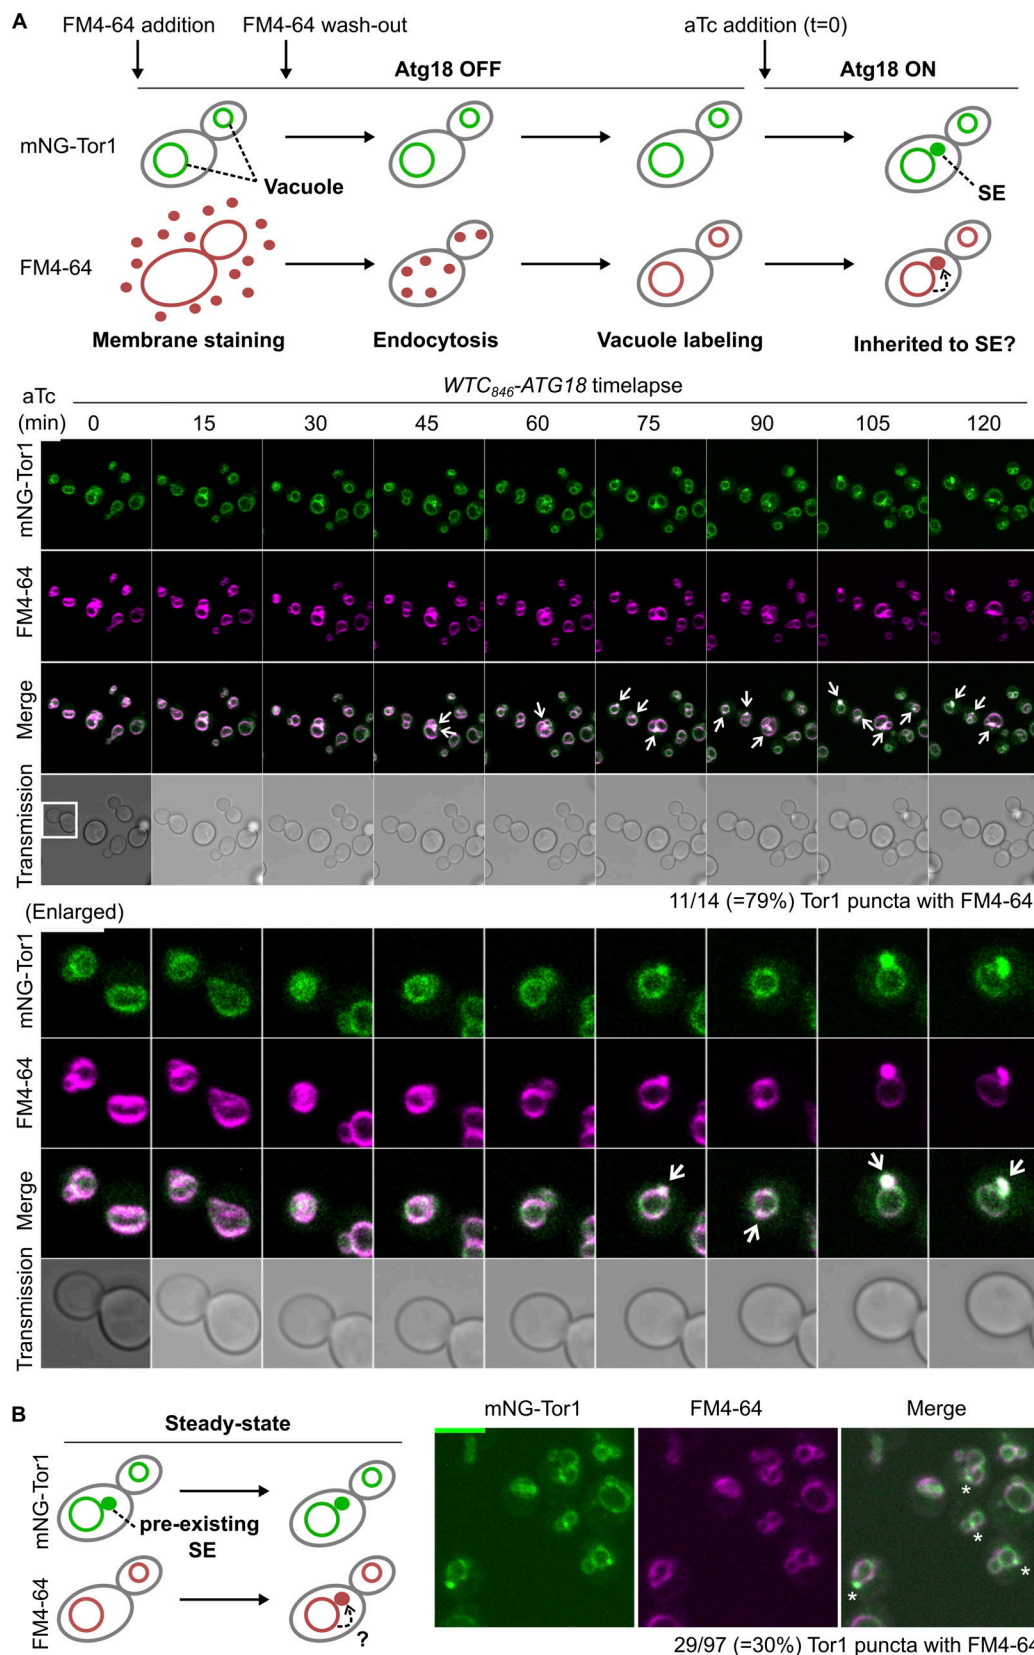 A
FM4-64 addition FM4-64 wash-out aTc addition (t=0)
Atg18 OFF Atg18 ON
mNG-Tor1
Vacuole
SE
FM4-64
Membrane staining Endocytosis Vacuole labeling Inherited to SE?
WTC846-ATG18 timelapse
aTc
(min) 0 15 30 45 60 75 90 105 120
mNG-Tor1
FM4-64
Merge
Transmission
11/14 (=79%) Tor1 puncta with FM4-64
(Enlarged)
mNG-Tor1
FM4-64
Merge
Transmission
B
Steady-state
mNG-Tor1 FM4-64 Merge
mNG-Tor1
pre-existing
SE
FM4-64
?
* * * *
29/97 (=30%) Tor1 puncta with FM4-64